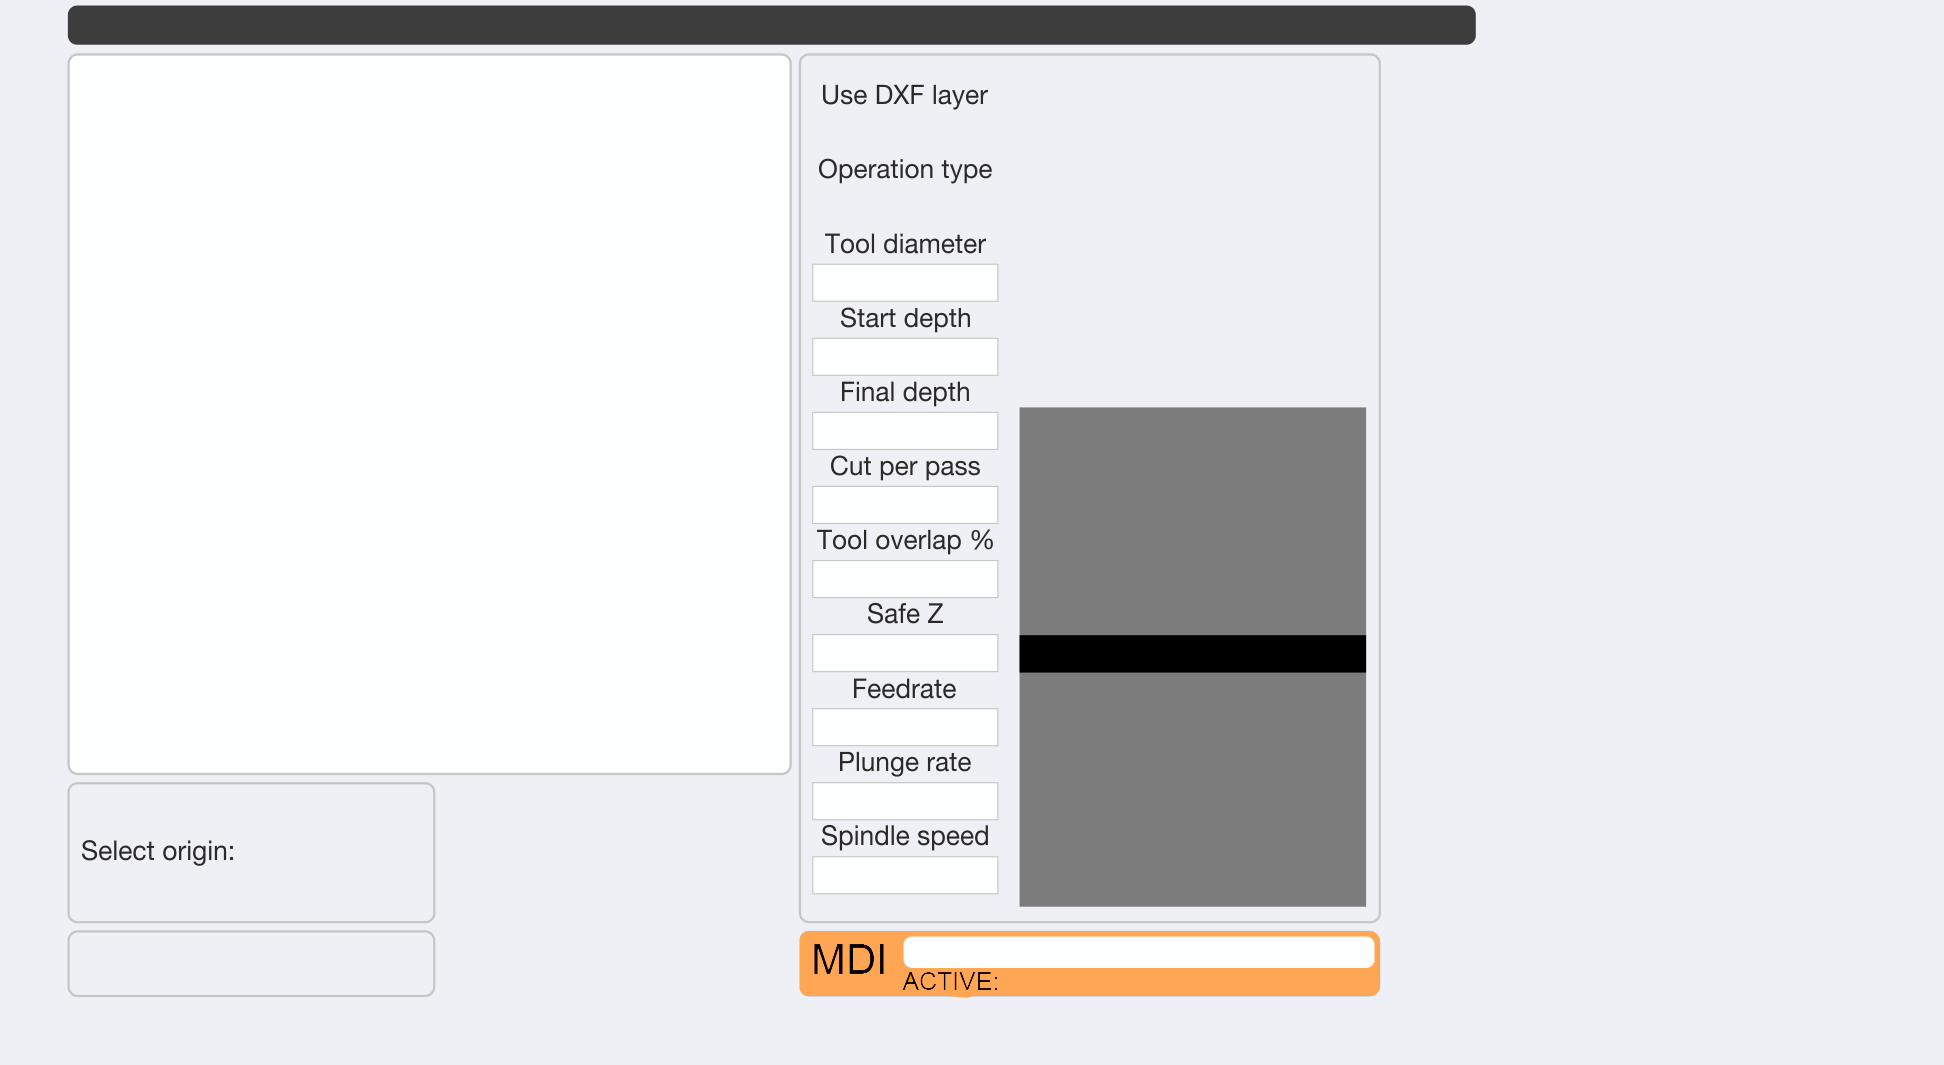 Use DXF layer
Operation type
Tool diameter
Start depth
Final depth
Cut per pass
Tool overlap %
Safe Z
Feedrate
Plunge rate
Spindle speed
Select origin:
MDI
ACTIVE: